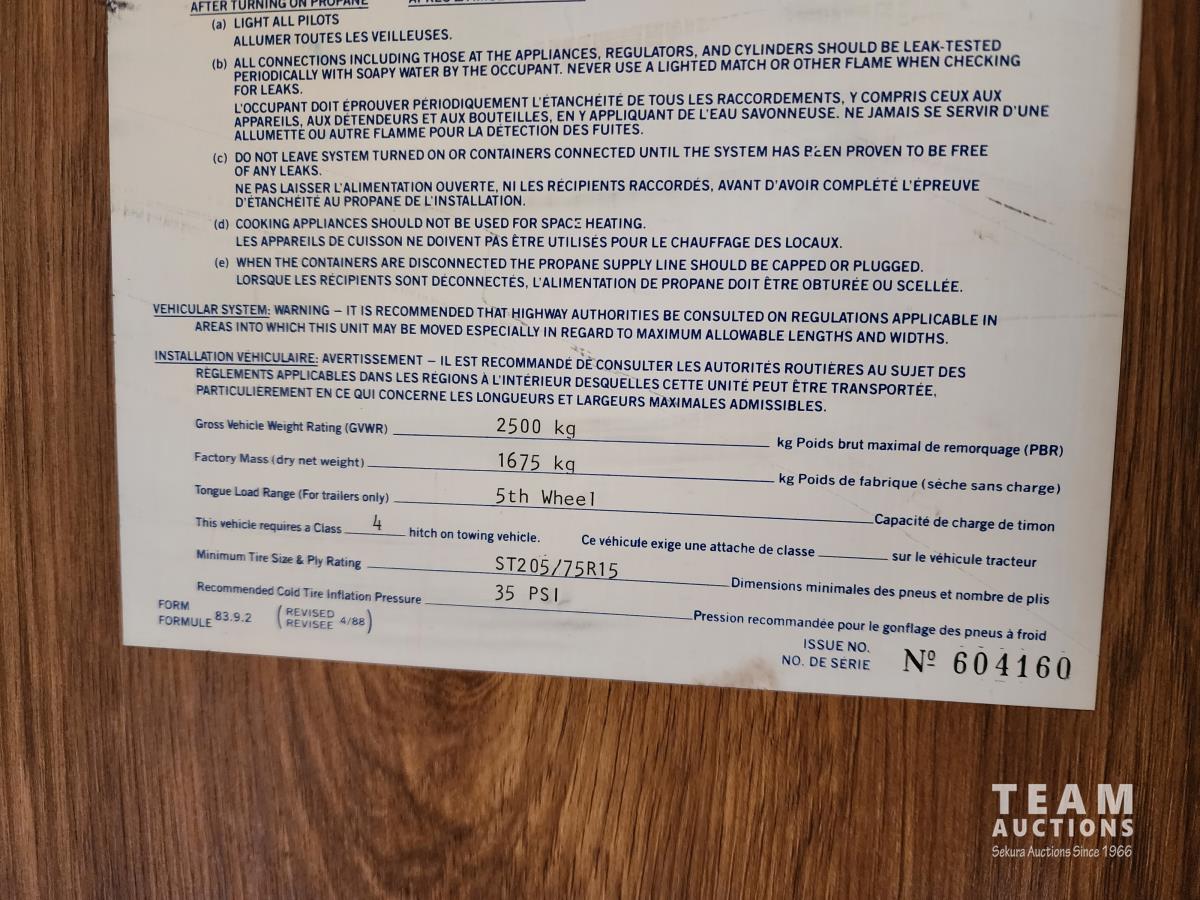 AFTER TURNING ON PROPANE
(a) LIGHT ALL PILOTS
ALLUMER TOUTES LES VEILLEUSES.
(b) ALL CONNECTIONS INCLUDING THOSE AT THE APPLIANCES, REGULATORS, AND CYLINDERS SHOULD BE LEAK-TESTED
PERIODICALLY WITH SOAPY WATER BY THE OCCUPANT. NEVER USE A LIGHTED MATCH OR OTHER FLAME WHEN CHECKING
FOR LEAKS.
L'OCCUPANT DOIT ÉPROUVER PÉRIODIQUEMENT L'ÉTANCHÉITÉ DE TOUS LES RACCORDEMENTS, Y COMPRIS CEUX AUX
APPAREILS, AUX DÉTENDEURS ET AUX BOUTEILLES, EN Y APPLIQUANT DE L'EAU SAVONNEUSE. NE JAMAIS SE SERVIR D'UNE
ALLUMETTE OU AUTRE FLAMME POUR LA DÉTECTION DES FUITES.
(c) DO NOT LEAVE SYSTEM TURNED ON OR CONTAINERS CONNECTED UNTIL THE SYSTEM HAS BEEN PROVEN TO BE FREE
OF ANY LEAKS.
NE PAS LAISSER L'ALIMENTATION OUVERTE, NI LES RÉCIPIENTS RACCORDÉS, AVANT D'AVOIR COMPLÉTÉ L'ÉPREUVE
D'ÉTANCHÉITÉ AU PROPANE DE L'INSTALLATION.
(d) COOKING APPLIANCES SHOULD NOT BE USED FOR SPACE HEATING.
LES APPAREILS DE CUISSON NE DOIVENT PAS ÊTRE UTILISÉS POUR LE CHAUFFAGE DES LOCAUX.
(e) WHEN THE CONTAINERS ARE DISCONNECTED THE PROPANE SUPPLY LINE SHOULD BE CAPPED OR PLUGGED.
LORSQUE LES RÉCIPIENTS SONT DÉCONNECTÉS, L'ALIMENTATION DE PROPANE DOIT ÊTRE OBTURÉE OU SCELLÉE.
VEHICULAR SYSTEM: WARNING – IT IS RECOMMENDED THAT HIGHWAY AUTHORITIES BE CONSULTED ON REGULATIONS APPLICABLE IN
AREAS INTO WHICH THIS UNIT MAY BE MOVED ESPECIALLY IN REGARD TO MAXIMUM ALLOWABLE LENGTHS AND WIDTHS.
INSTALLATION VÉHICULAIRE: AVERTISSEMENT – IL EST RECOMMANDÉ DE CONSULTER LES AUTORITÉS ROUTIÈRES AU SUJET DES
RÈGLEMENTS APPLICABLES DANS LES RÉGIONS À L'INTÉRIEUR DESQUELLES CETTE UNITÉ PEUT ÊTRE TRANSPORTÉE,
PARTICULIÈREMENT EN CE QUI CONCERNE LES LONGUEURS ET LARGEURS MAXIMALES ADMISSIBLES.
Gross Vehicle Weight Rating (GVWR) 2500 kg kg Poids brut maximal de remorquage (PBR)
Factory Mass (dry net weight) 1675 kg kg Poids de fabrique (sèche sans charge)
Tongue Load Range (For trailers only) 5th Wheel Capacité de charge de timon
This vehicle requires a Class 4 hitch on towing vehicle. Ce véhicule exige une attache de classe sur le véhicule tracteur
Minimum Tire Size & Ply Rating ST205/75R15 Dimensions minimales des pneus et nombre de plis
Recommended Cold Tire Inflation Pressure 35 PSI Pression recommandée pour le gonflage des pneus à froid
FORM
FORMULE 83.9.2 (REVISED
REVISEE 4/88)
ISSUE NO.
NO. DE SÉRIE Nº 604160
TEAM
AUCTIONS
Sekura Auctions Since 1966